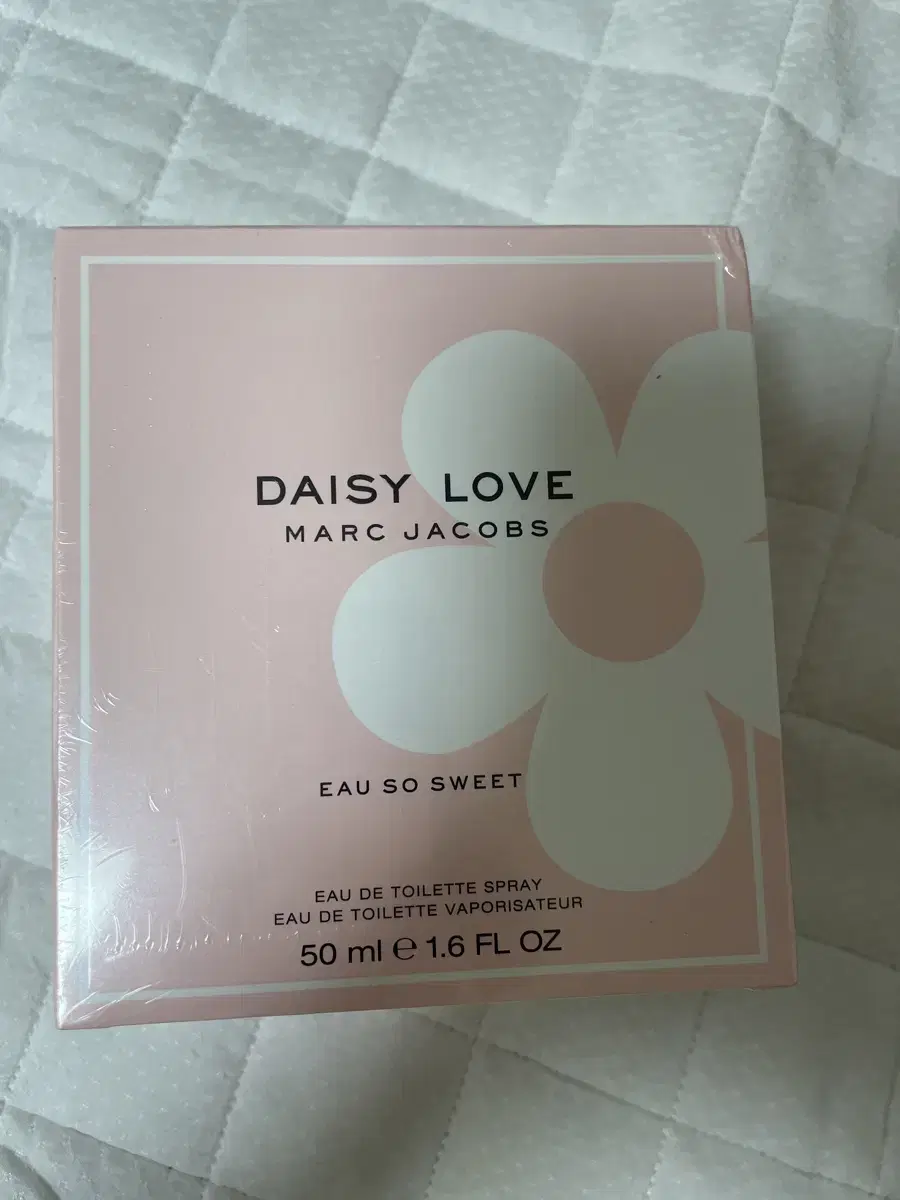 DAISY LOVE
MARC JACOBS
EAU SO SWEET
EAU DE TOILETTE SPRAY
EAU DE TOILETTE VAPORISATEUR
50 ml ℮ 1.6 FL OZ